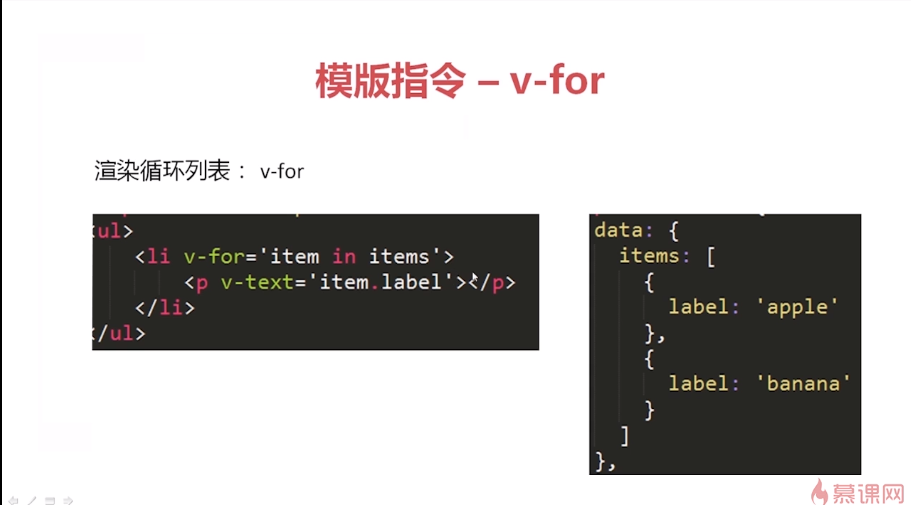 模版指令 – v-for
渲染循环列表： v-for
<ul>
<li v-for='item in items'>
<p v-text='item.label'></p>
</li>
</ul>
data: {
items: [
{
label: 'apple'
},
{
label: 'banana'
}
]
},
慕课网